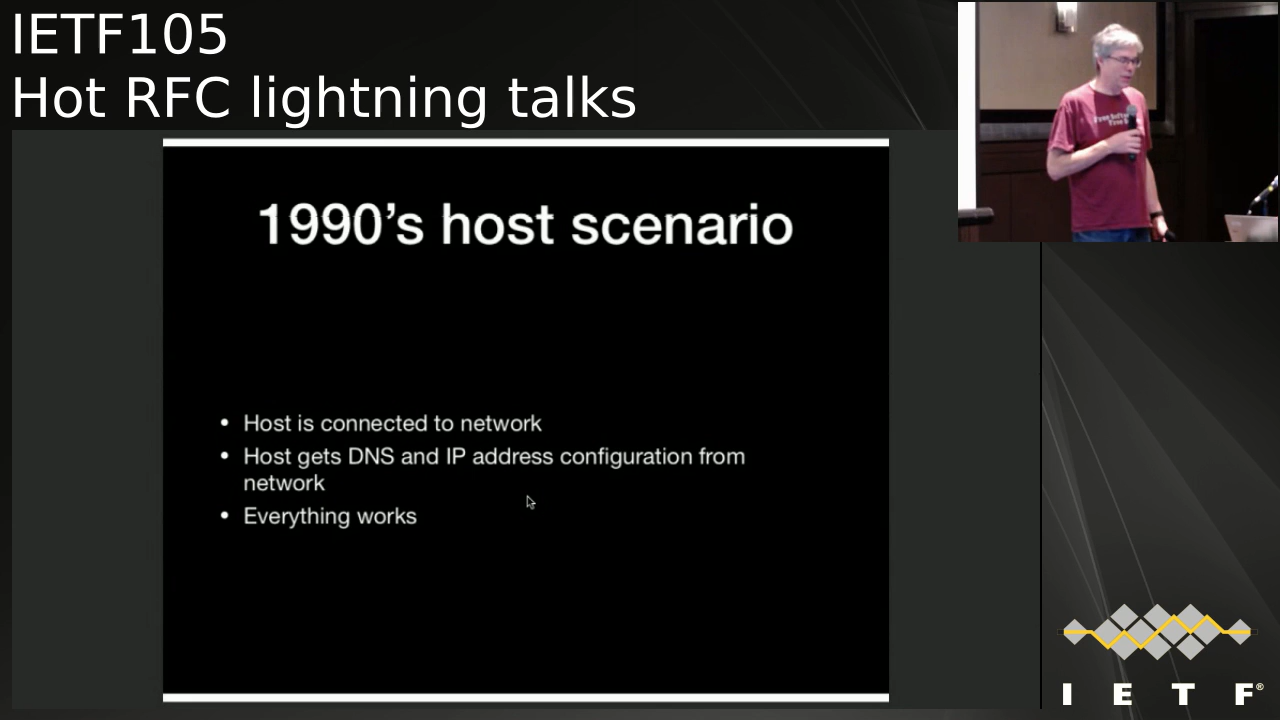 IETF105
Hot RFC lightning talks
1990's host scenario
• Host is connected to network
• Host gets DNS and IP address configuration from
network
• Everything works
I E T F®